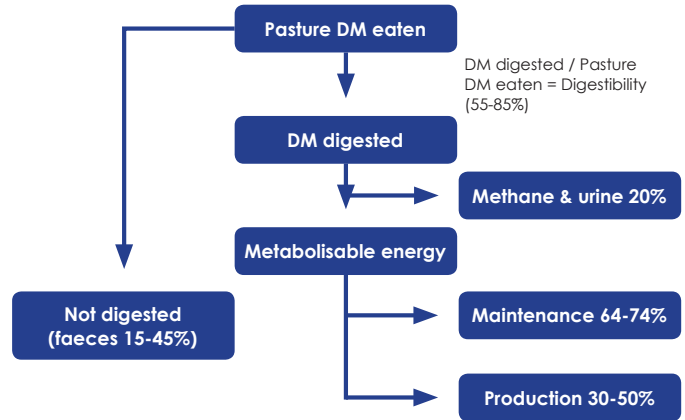 Pasture DM eaten
DM digested / Pasture
DM eaten = Digestibility
(55-85%)
DM digested
Methane & urine 20%
Metabolisable energy
Not digested
(faeces 15-45%)
Maintenance 64-74%
Production 30-50%